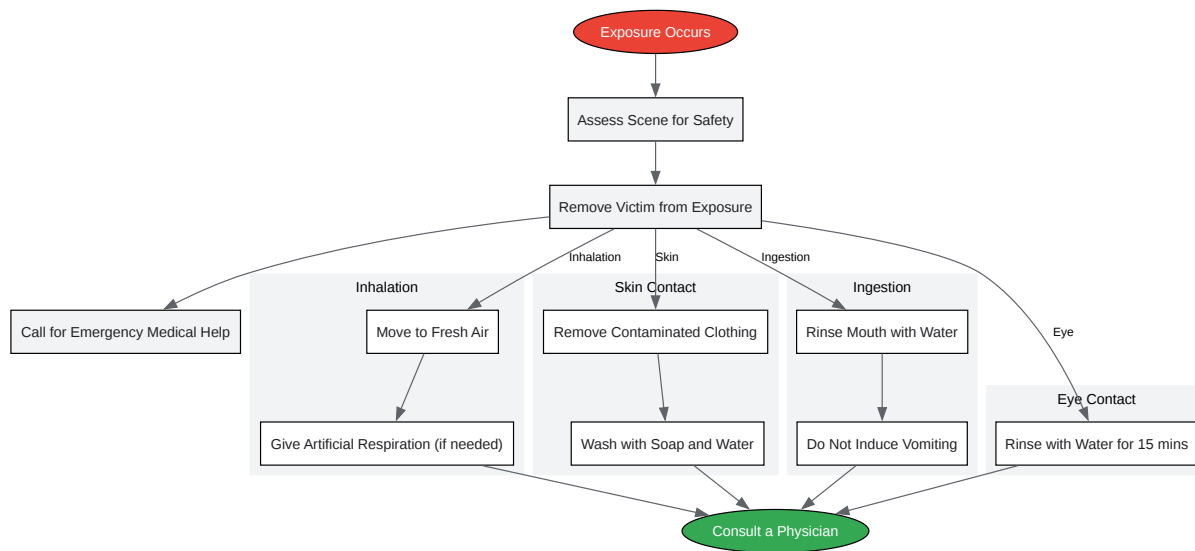 Exposure Occurs
Assess Scene for Safety
Remove Victim from Exposure
Inhalation
Skin
Ingestion
Inhalation
Skin Contact
Ingestion
Call for Emergency Medical Help
Move to Fresh Air
Remove Contaminated Clothing
Rinse Mouth with Water
Eye
Eye Contact
Give Artificial Respiration (if needed)
Wash with Soap and Water
Do Not Induce Vomiting
Rinse with Water for 15 mins
Consult a Physician